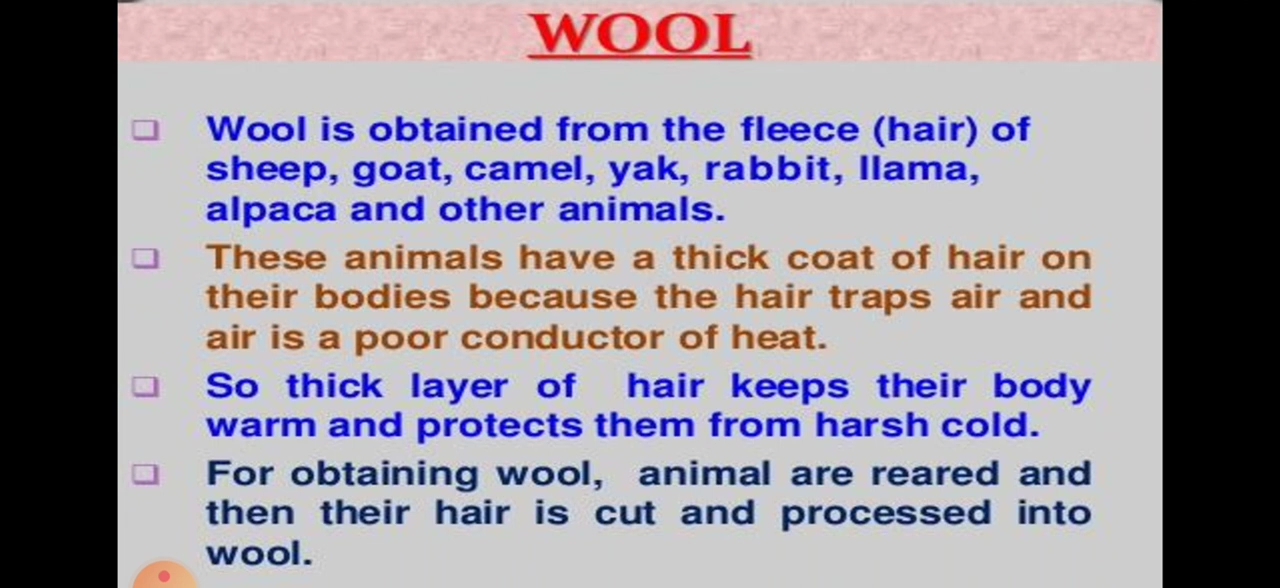 WOOL
Wool is obtained from the fleece (hair) of
sheep, goat, camel, yak, rabbit, llama,
alpaca and other animals.
These animals have a thick coat of hair on
their bodies because the hair traps air and
air is a poor conductor of heat.
So thick layer of hair keeps their body
warm and protects them from harsh cold.
For obtaining wool, animal are reared and
then their hair is cut and processed into
wool.